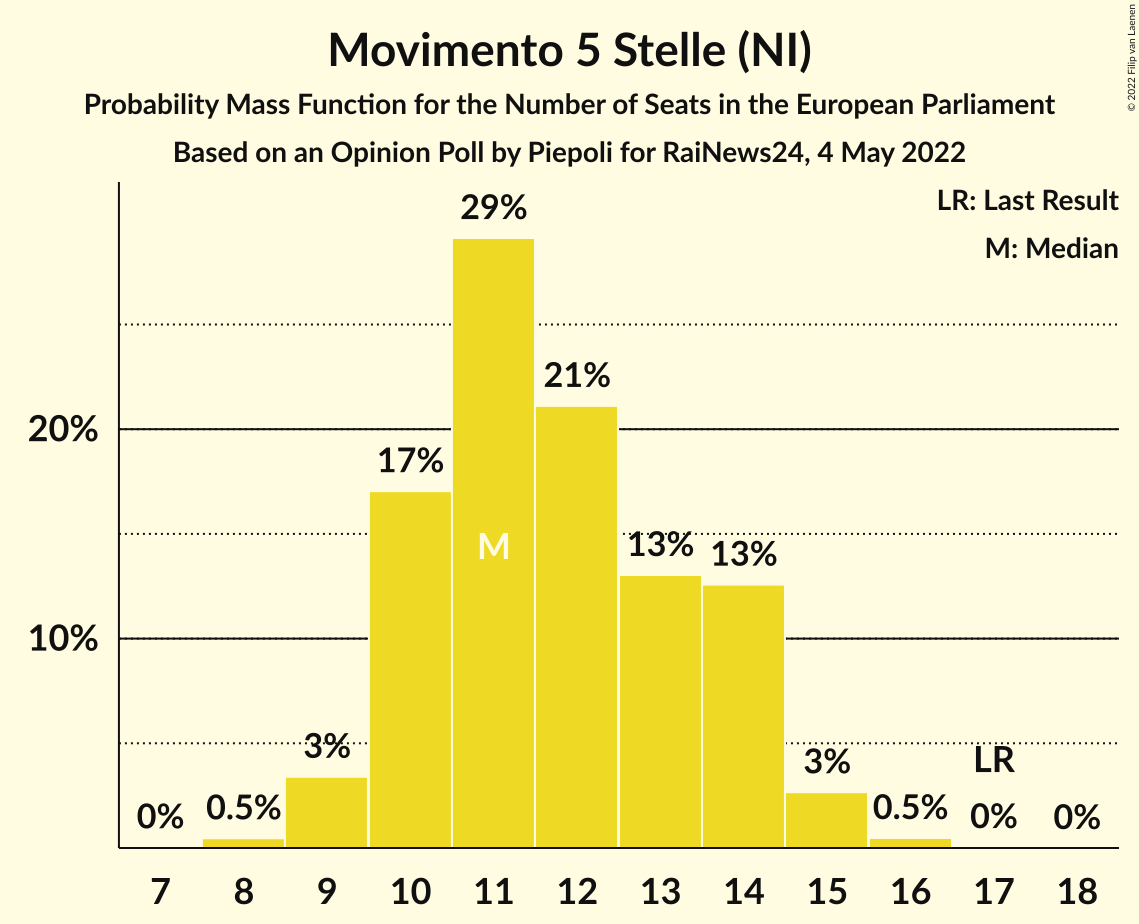 Movimento 5 Stelle (NI)
Probability Mass Function for the Number of Seats in the European Parliament
Based on an Opinion Poll by Piepoli for RaiNews24, 4 May 2022
© 2022 Filip van Laenen
LR: Last Result
M: Median
29%
21%
20%
17%
M
13%
13%
10%
3%
3%
LR
0%
0.5%
0.5%
0%
0%
7 8 9 10 11 12 13 14 15 16 17 18